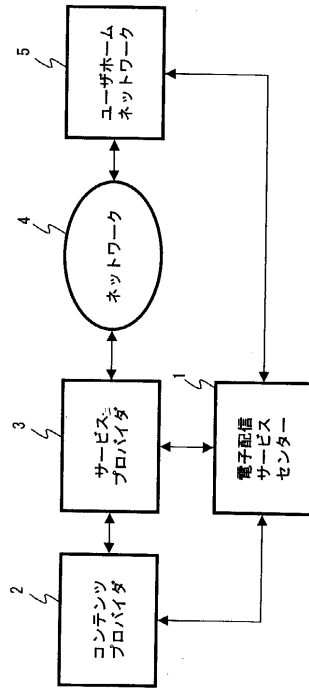 2
コンテンツ
プロバイダ
3
サービス
プロバイダ
4
ネットワーク
5
ユーザホーム
ネットワーク
1
電子配信
サービス
センター